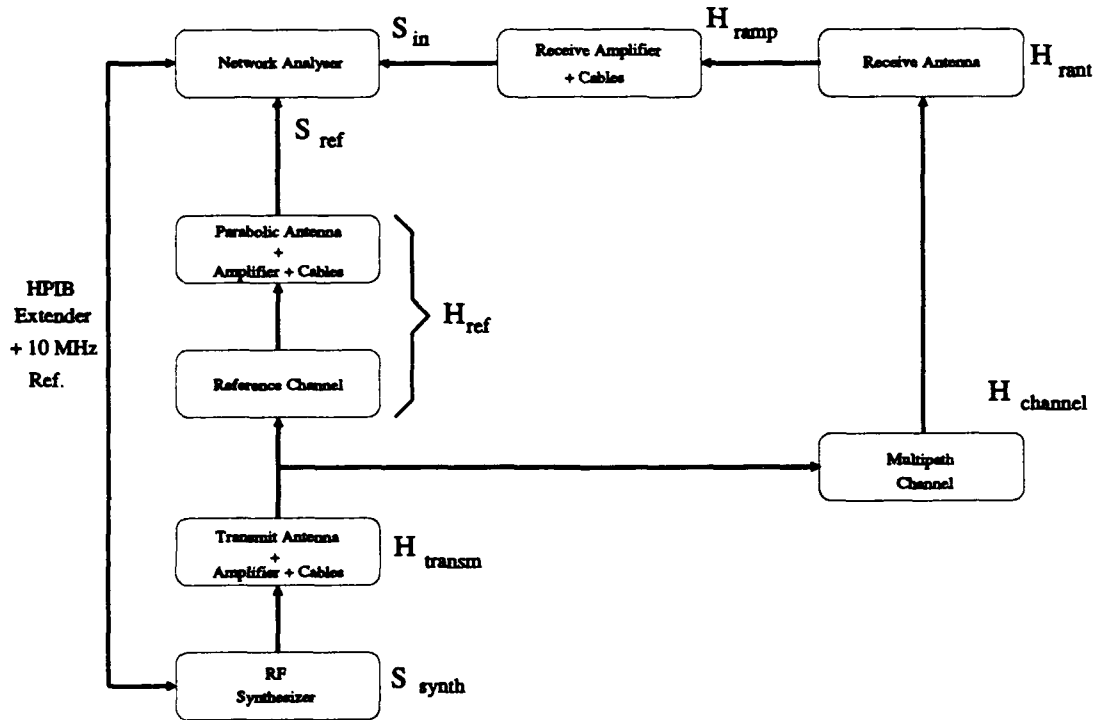 S in
H ramp
Network Analyser
Receive Amplifier
+ Cables
Receive Antenna
H rant
S ref
Parabolic Antenna
+
Amplifier + Cables
HPIB
Extender
+ 10 MHz
Ref.
H ref
Reference Channel
H channel
Multipath
Channel
Transmit Antenna
+
Amplifier + Cables
H transm
RF
Synthesizer
S synth